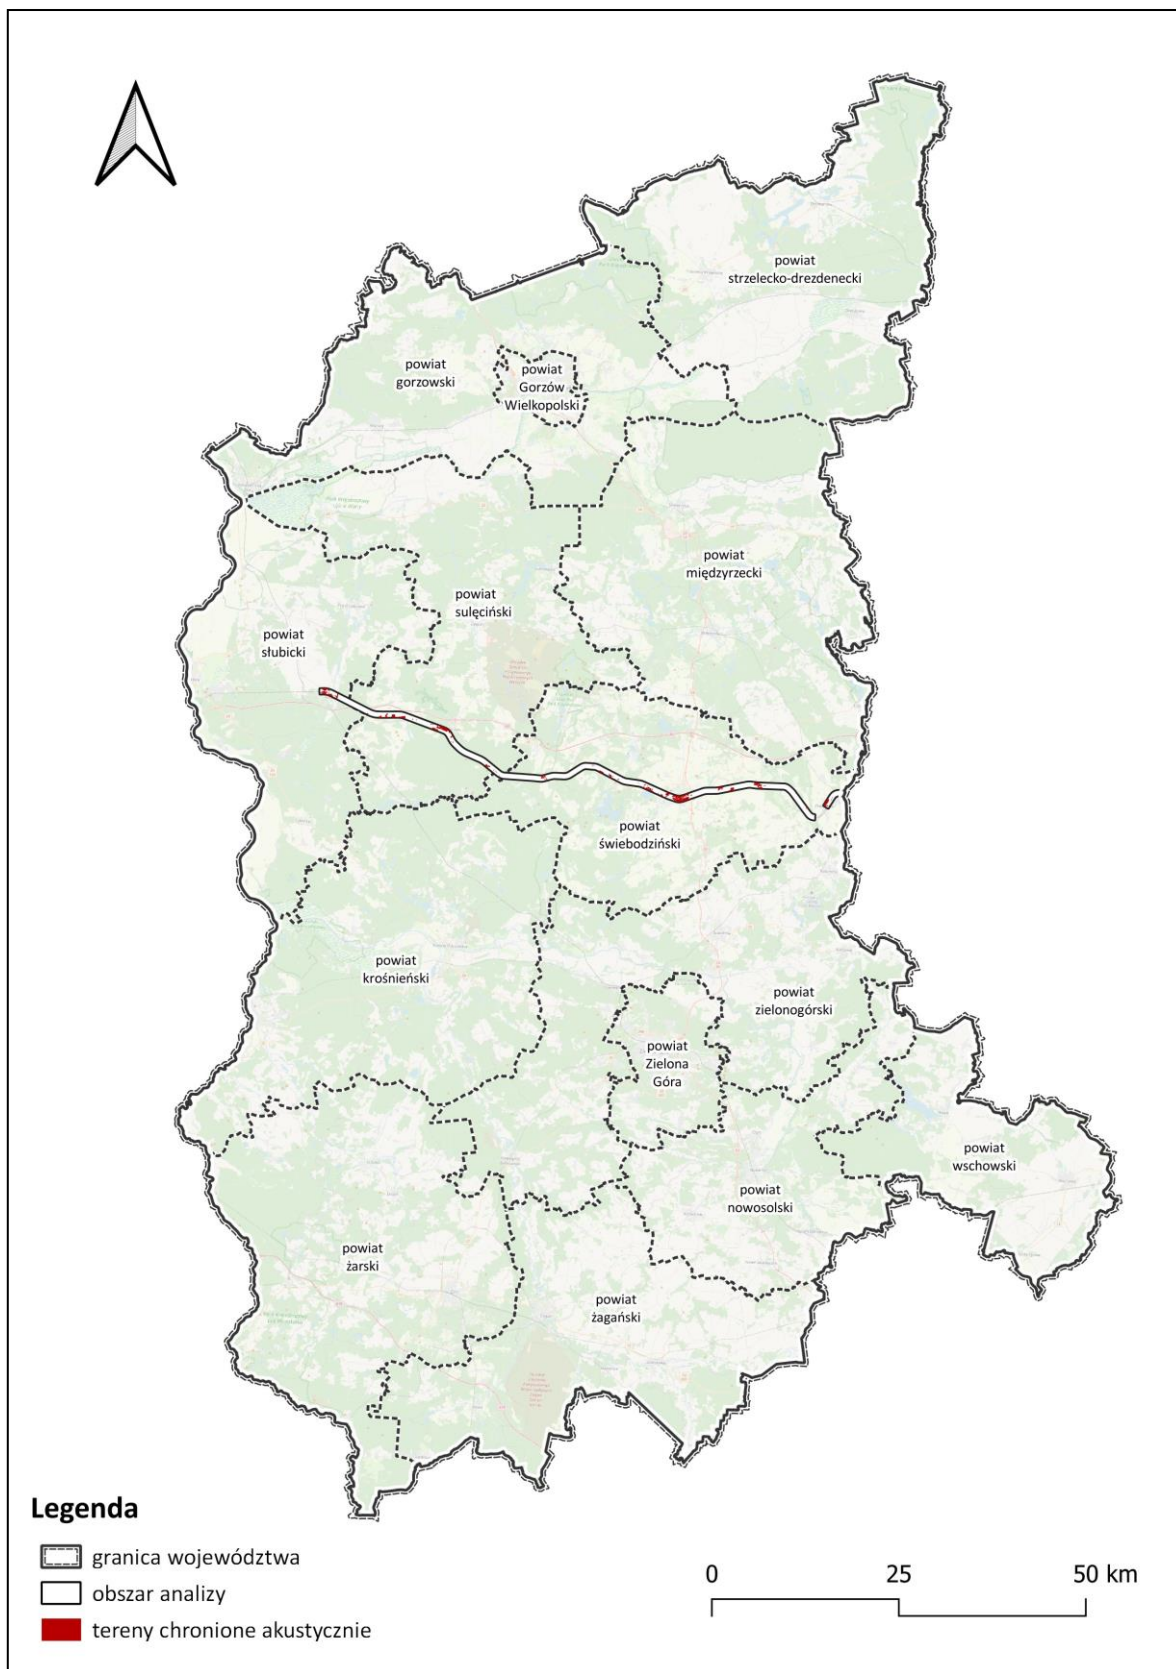 powiat
strzelecko-drezdenecki
powiat
gorzowski
powiat
Gorzów
Wielkopolski
powiat
międzyrzecki
powiat
sulęciński
powiat
słubicki
powiat
świebodziński
powiat
krośnieński
powiat
zielonogórski
powiat
Zielona
Góra
powiat
wschowski
powiat
nowosolski
powiat
żarski
powiat
żagański
Legenda
granica województwa
obszar analizy
tereny chronione akustycznie
0 25 50 km